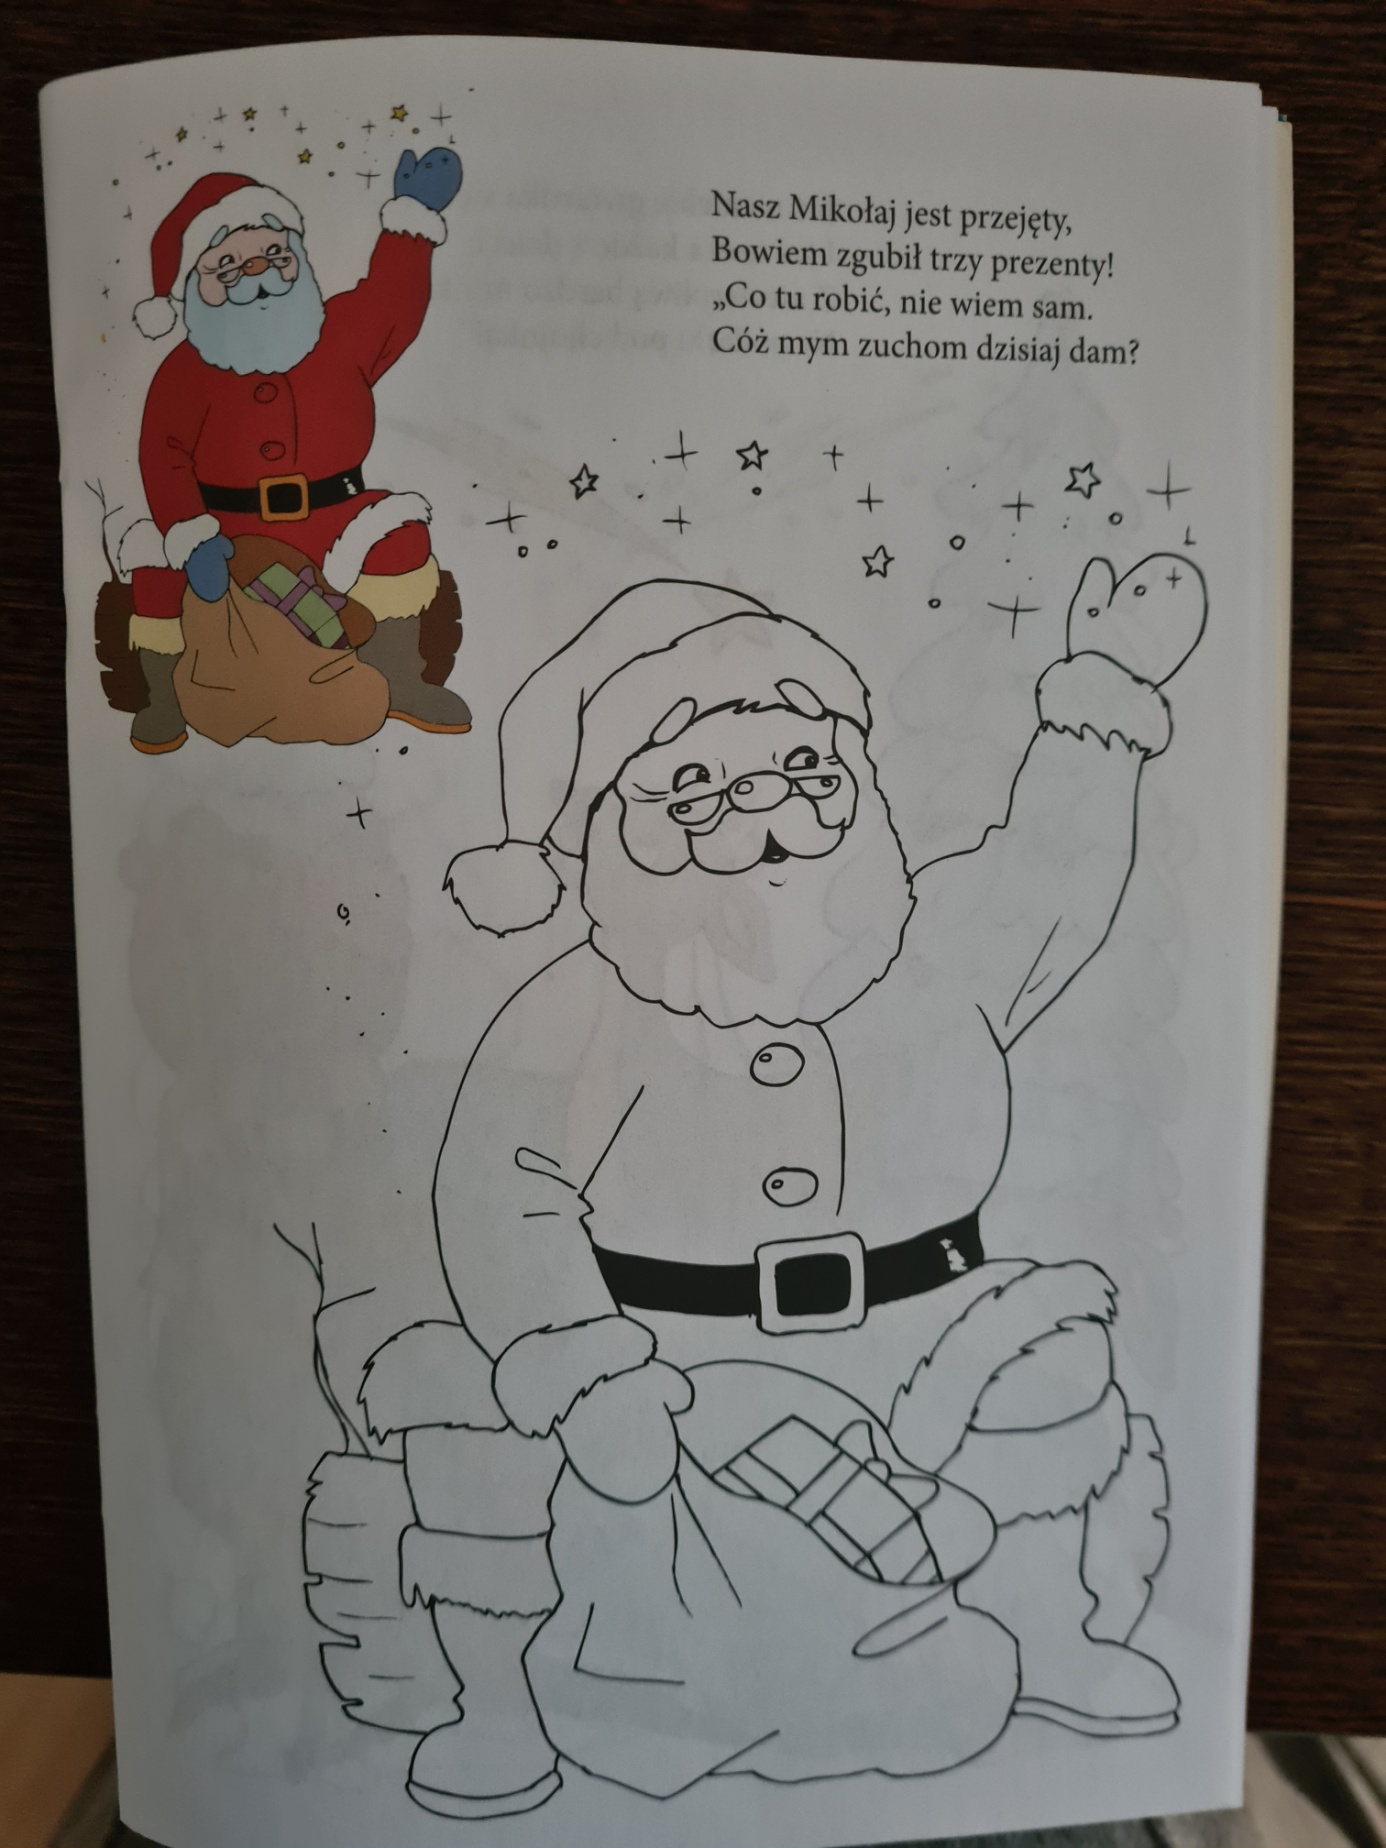 Nasz Mikołaj jest przejęty,
Bowiem zgubił trzy prezenty!
„Co tu robić, nie wiem sam.
Cóż mym zuchom dzisiaj dam?